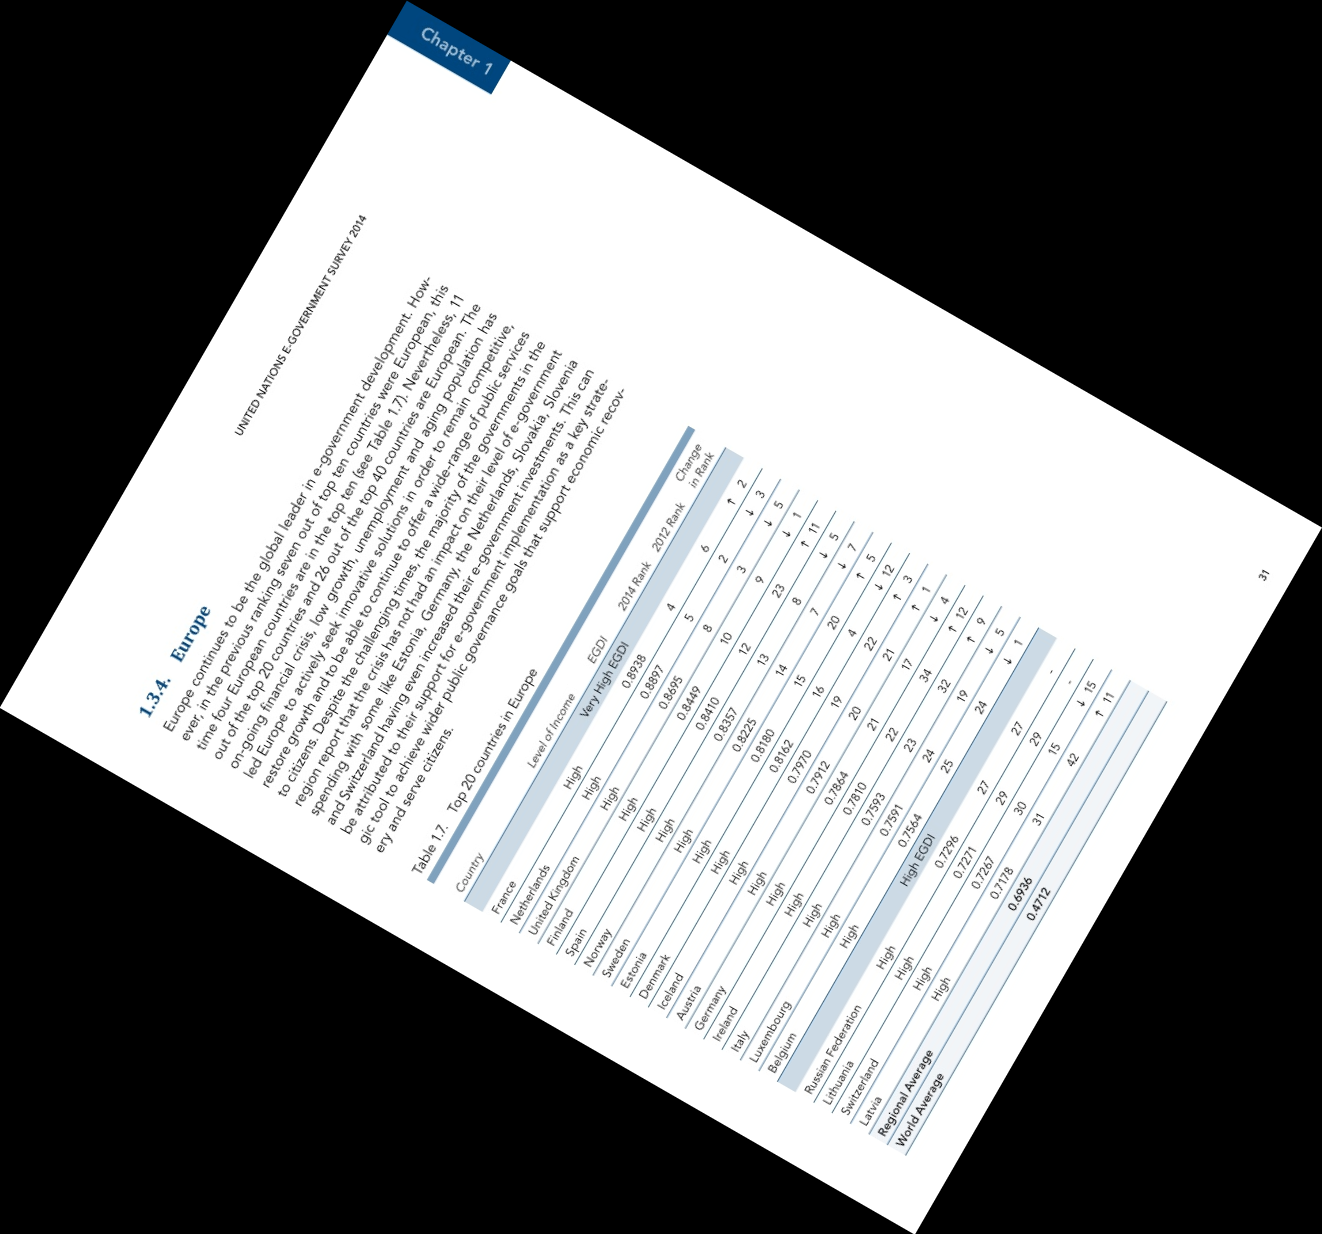 Chapter 1
UNITED NATIONS E-GOVERNMENT SURVEY 2014
1.3.4. Europe
Europe continues to be the global leader in e-government development. How-
ever, in the previous ranking seven out of top ten countries were European, this
time four European countries are in the top ten (see Table 1.7). Nevertheless, 11
out of the top 20 countries and 26 out of the top 40 countries are European. The
on-going financial crisis, low growth, unemployment and aging population has
led Europe to actively seek innovative solutions in order to remain competitive,
restore growth and to be able to continue to offer a wide-range of public services
to citizens. Despite the challenging times, the majority of the governments in the
region report that the crisis has not had an impact on their level of e-government
spending with some like Estonia, Germany, the Netherlands, Slovakia, Slovenia
and Switzerland having even increased their e-government investments. This can
be attributed to their support for e-government implementation as a key strate-
gic tool to achieve wider public governance goals that support economic recov-
ery and serve citizens.
Table 1.7. Top 20 countries in Europe
Country Level of Income EGDI 2014 Rank 2012 Rank Change in Rank
Very High EGDI
France High 0.8938 4 6 ↑ 2
Netherlands High 0.8897 5 2 ↓ 3
United Kingdom High 0.8695 8 3 ↓ 5
Finland High 0.8449 10 9 ↓ 1
Spain High 0.8410 12 23 ↑ 11
Norway High 0.8357 13 8 ↓ 5
Sweden High 0.8225 14 7 ↓ 7
Estonia High 0.8180 15 20 ↑ 5
Denmark High 0.8162 16 4 ↓ 12
Iceland High 0.7970 19 22 ↑ 3
Austria High 0.7912 20 21 ↑ 1
Germany High 0.7864 21 17 ↓ 4
Ireland High 0.7810 22 34 ↑ 12
Italy High 0.7593 23 32 ↑ 9
Luxembourg High 0.7591 24 19 ↓ 5
Belgium High 0.7564 25 24 ↓ 1
High EGDI
Russian Federation High 0.7296 27 27 -
Lithuania High 0.7271 29 29 -
Switzerland High 0.7267 30 15 ↓ 15
Latvia High 0.7178 31 42 ↑ 11
Regional Average 0.6936
World Average 0.4712
31